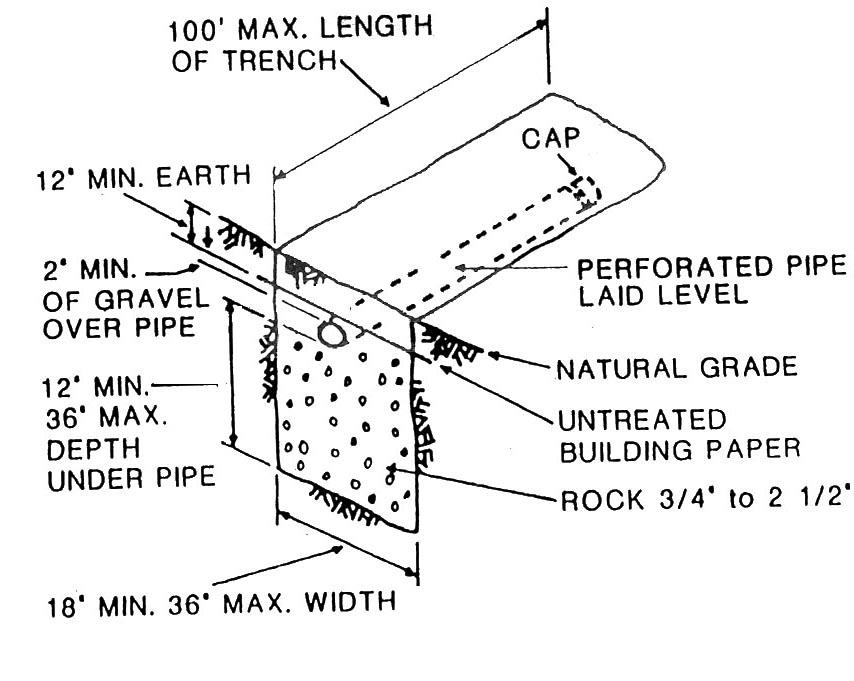 100' MAX. LENGTH
OF TRENCH
CAP
12" MIN. EARTH
2" MIN.
OF GRAVEL
OVER PIPE
PERFORATED PIPE
LAID LEVEL
12" MIN.
36" MAX.
DEPTH
UNDER PIPE
NATURAL GRADE
UNTREATED
BUILDING PAPER
ROCK 3/4" to 2 1/2"
18" MIN. 36" MAX. WIDTH